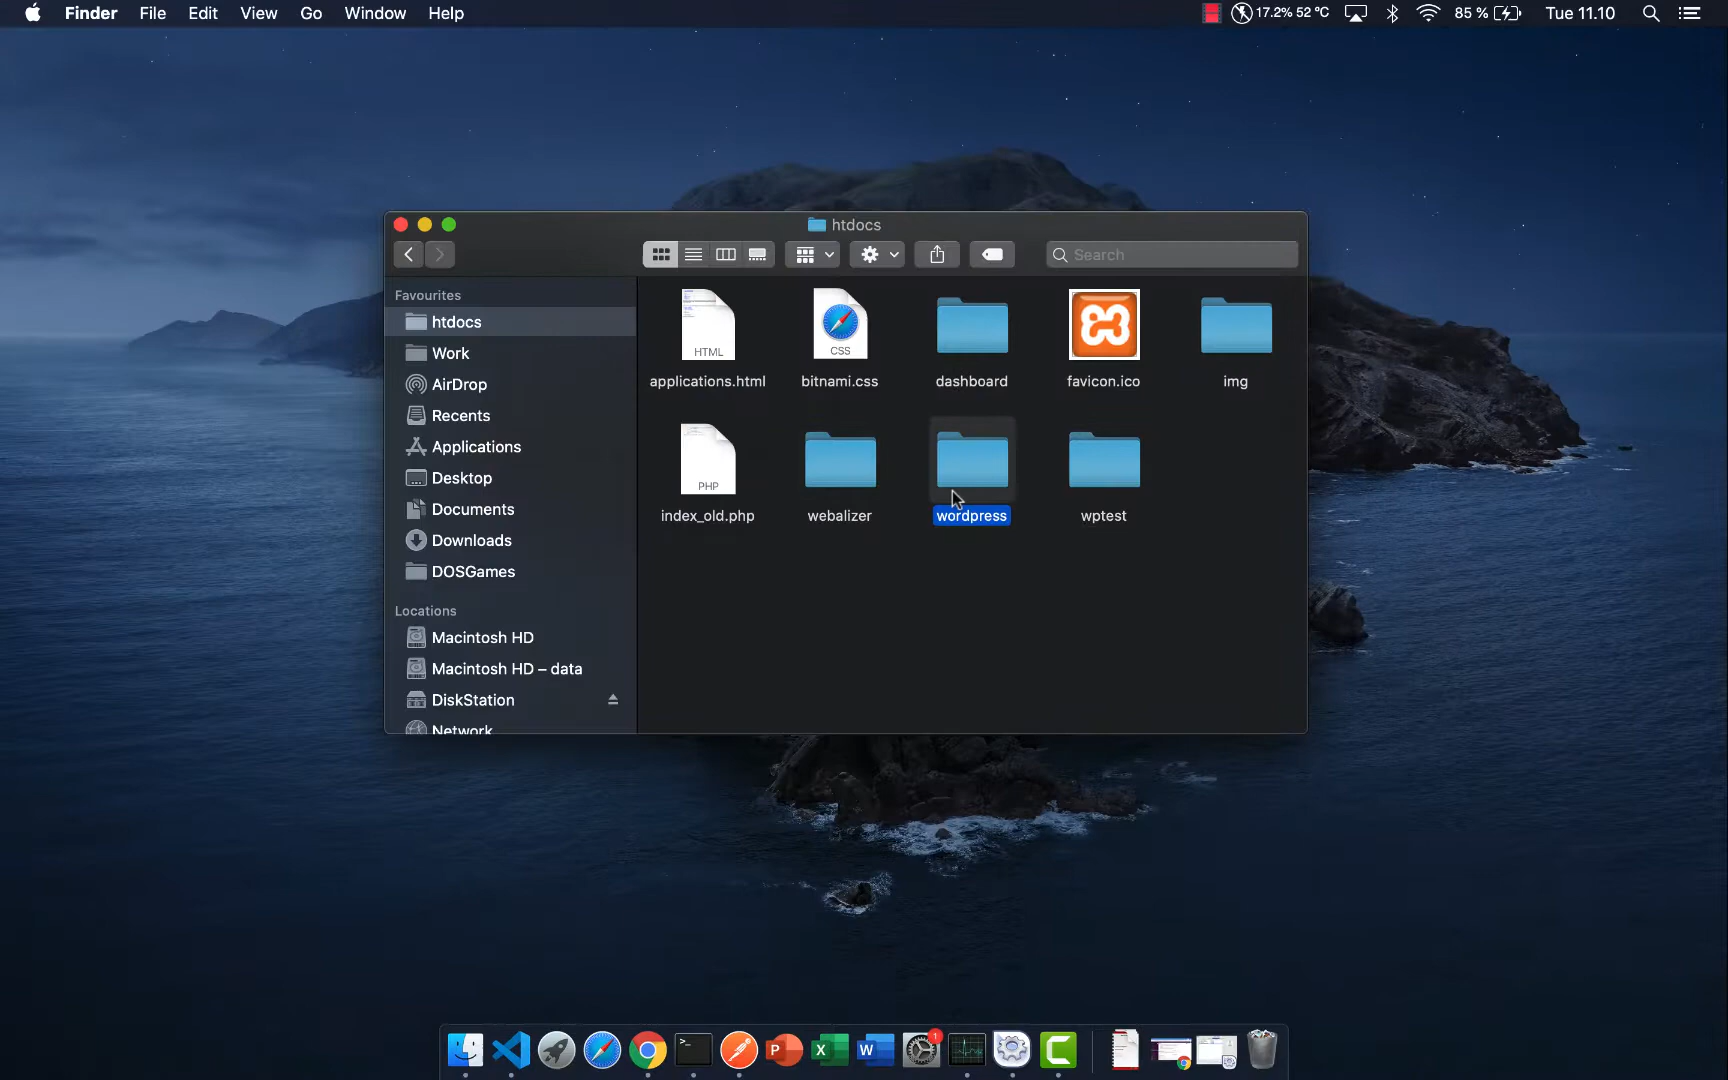 Finder File Edit View Go Window Help 17.2% 52 °C 85 % Tue 11.10
htdocs
Search
Favourites
htdocs
Work
AirDrop
Recents
Applications
Desktop
Documents
Downloads
DOSGames
Locations
Macintosh HD
Macintosh HD – data
DiskStation
Network
HTML
CSS
applications.html bitnami.css dashboard favicon.ico img
PHP
index_old.php webalizer wordpress wptest
>_ P X W 1